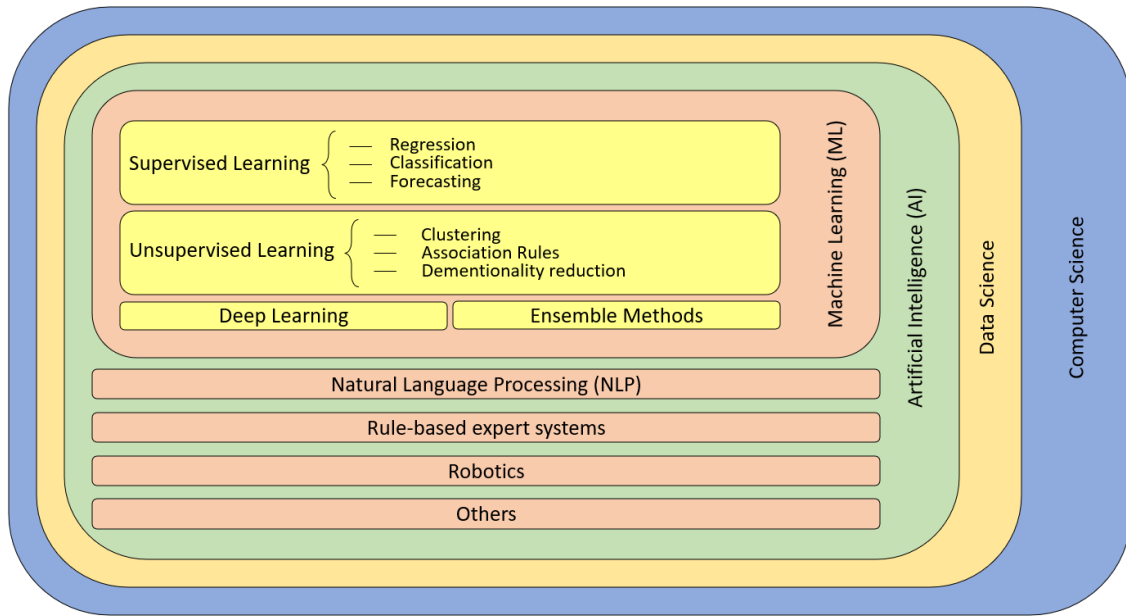 Supervised Learning
Regression
Classification
Forecasting
Unsupervised Learning
Clustering
Association Rules
Dementionality reduction
Deep Learning
Ensemble Methods
Machine Learning (ML)
Natural Language Processing (NLP)
Rule-based expert systems
Robotics
Others
Artificial Intelligence (AI)
Data Science
Computer Science